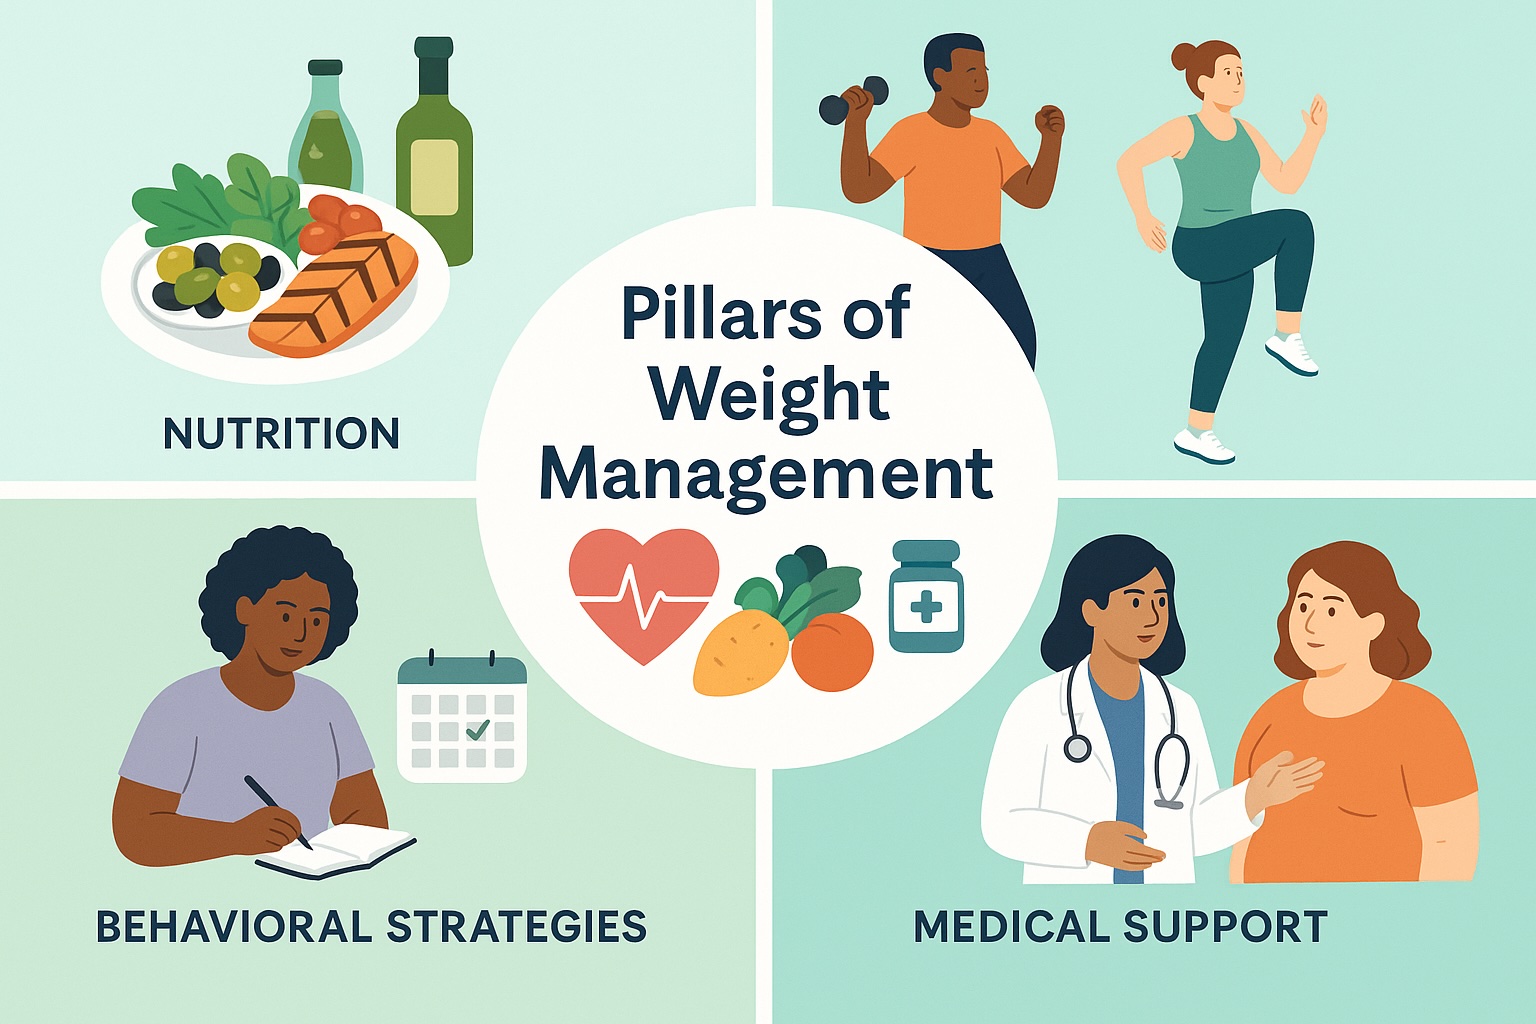 Pillars of
Weight
Management
NUTRITION
BEHAVIORAL STRATEGIES
MEDICAL SUPPORT